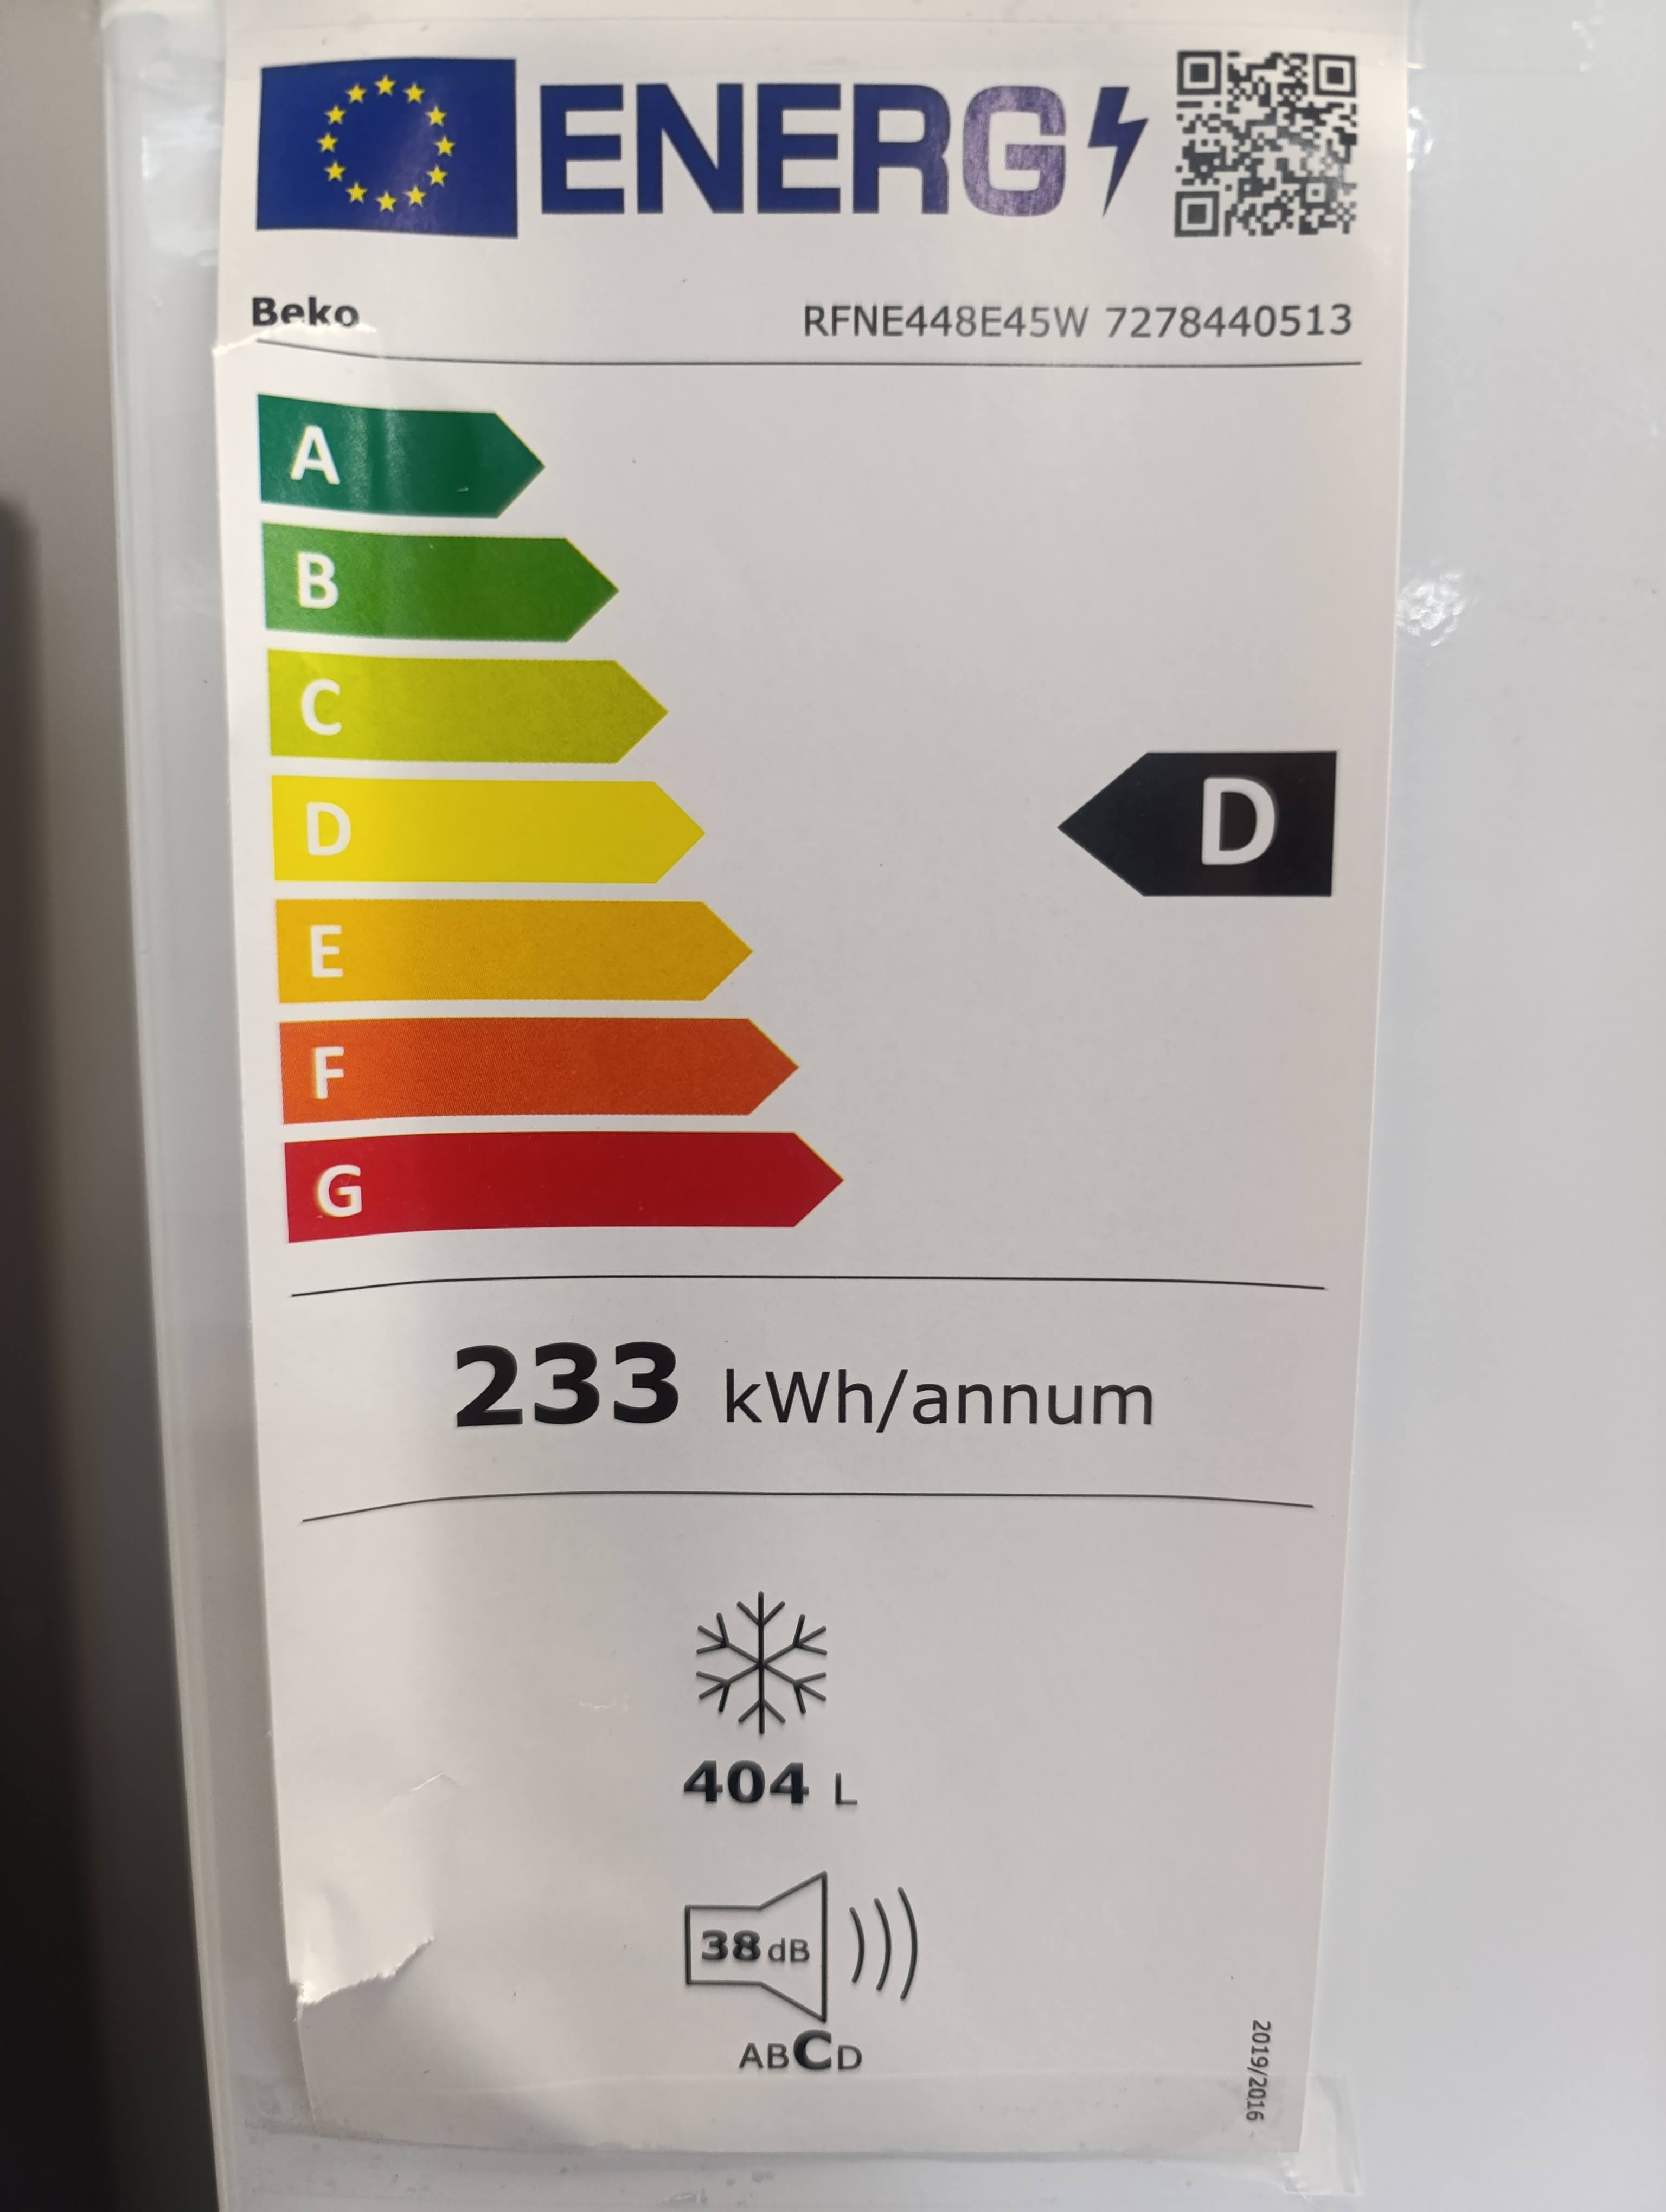 ENERG
Beko
RFNE448E45W 7278440513
A
B
C
D
D
E
F
G
233 kWh/annum
404 L
38 dB
ABCD
2019/2016